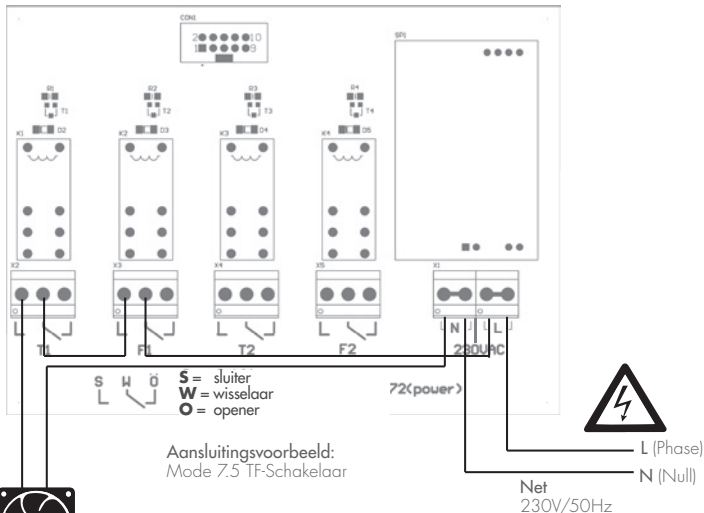 CON1
2 10
1 9
SP1
R1 R2 R3 R4
T1 T2 T3 T4
D2 D3 D4 D5
K1 K2 K3 K4
X2 X3 X4 X5 X1
N L
T1 F1 T2 F2 230VAC
S W Ö
S = sluiter
W = wisselaar
O = opener
72(power)
Aansluitingsvoorbeeld:
Mode 7.5 TF-Schakelaar
L (Phase)
N (Null)
Net
230V/50Hz